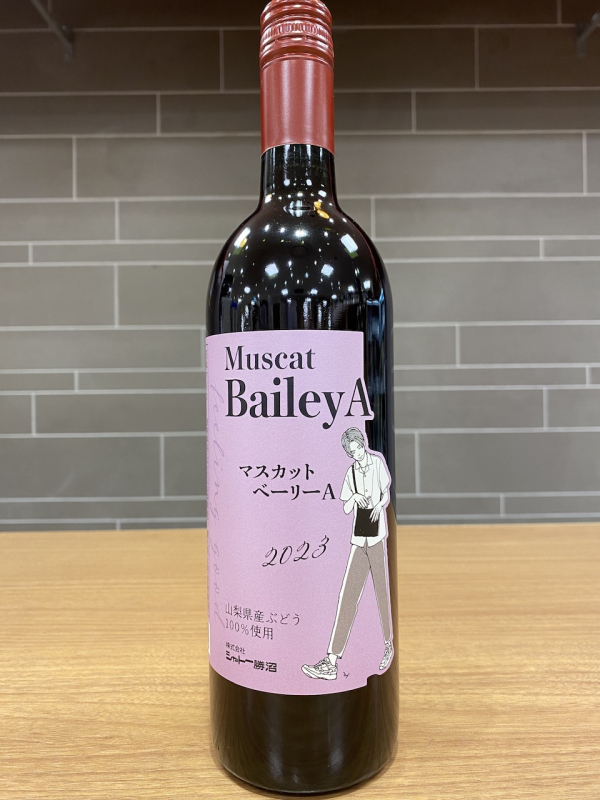 Muscat
BaileyA
マスカット
ベーリーA
2023
山梨県産ぶどう
100%使用
株式会社
シャトー勝沼